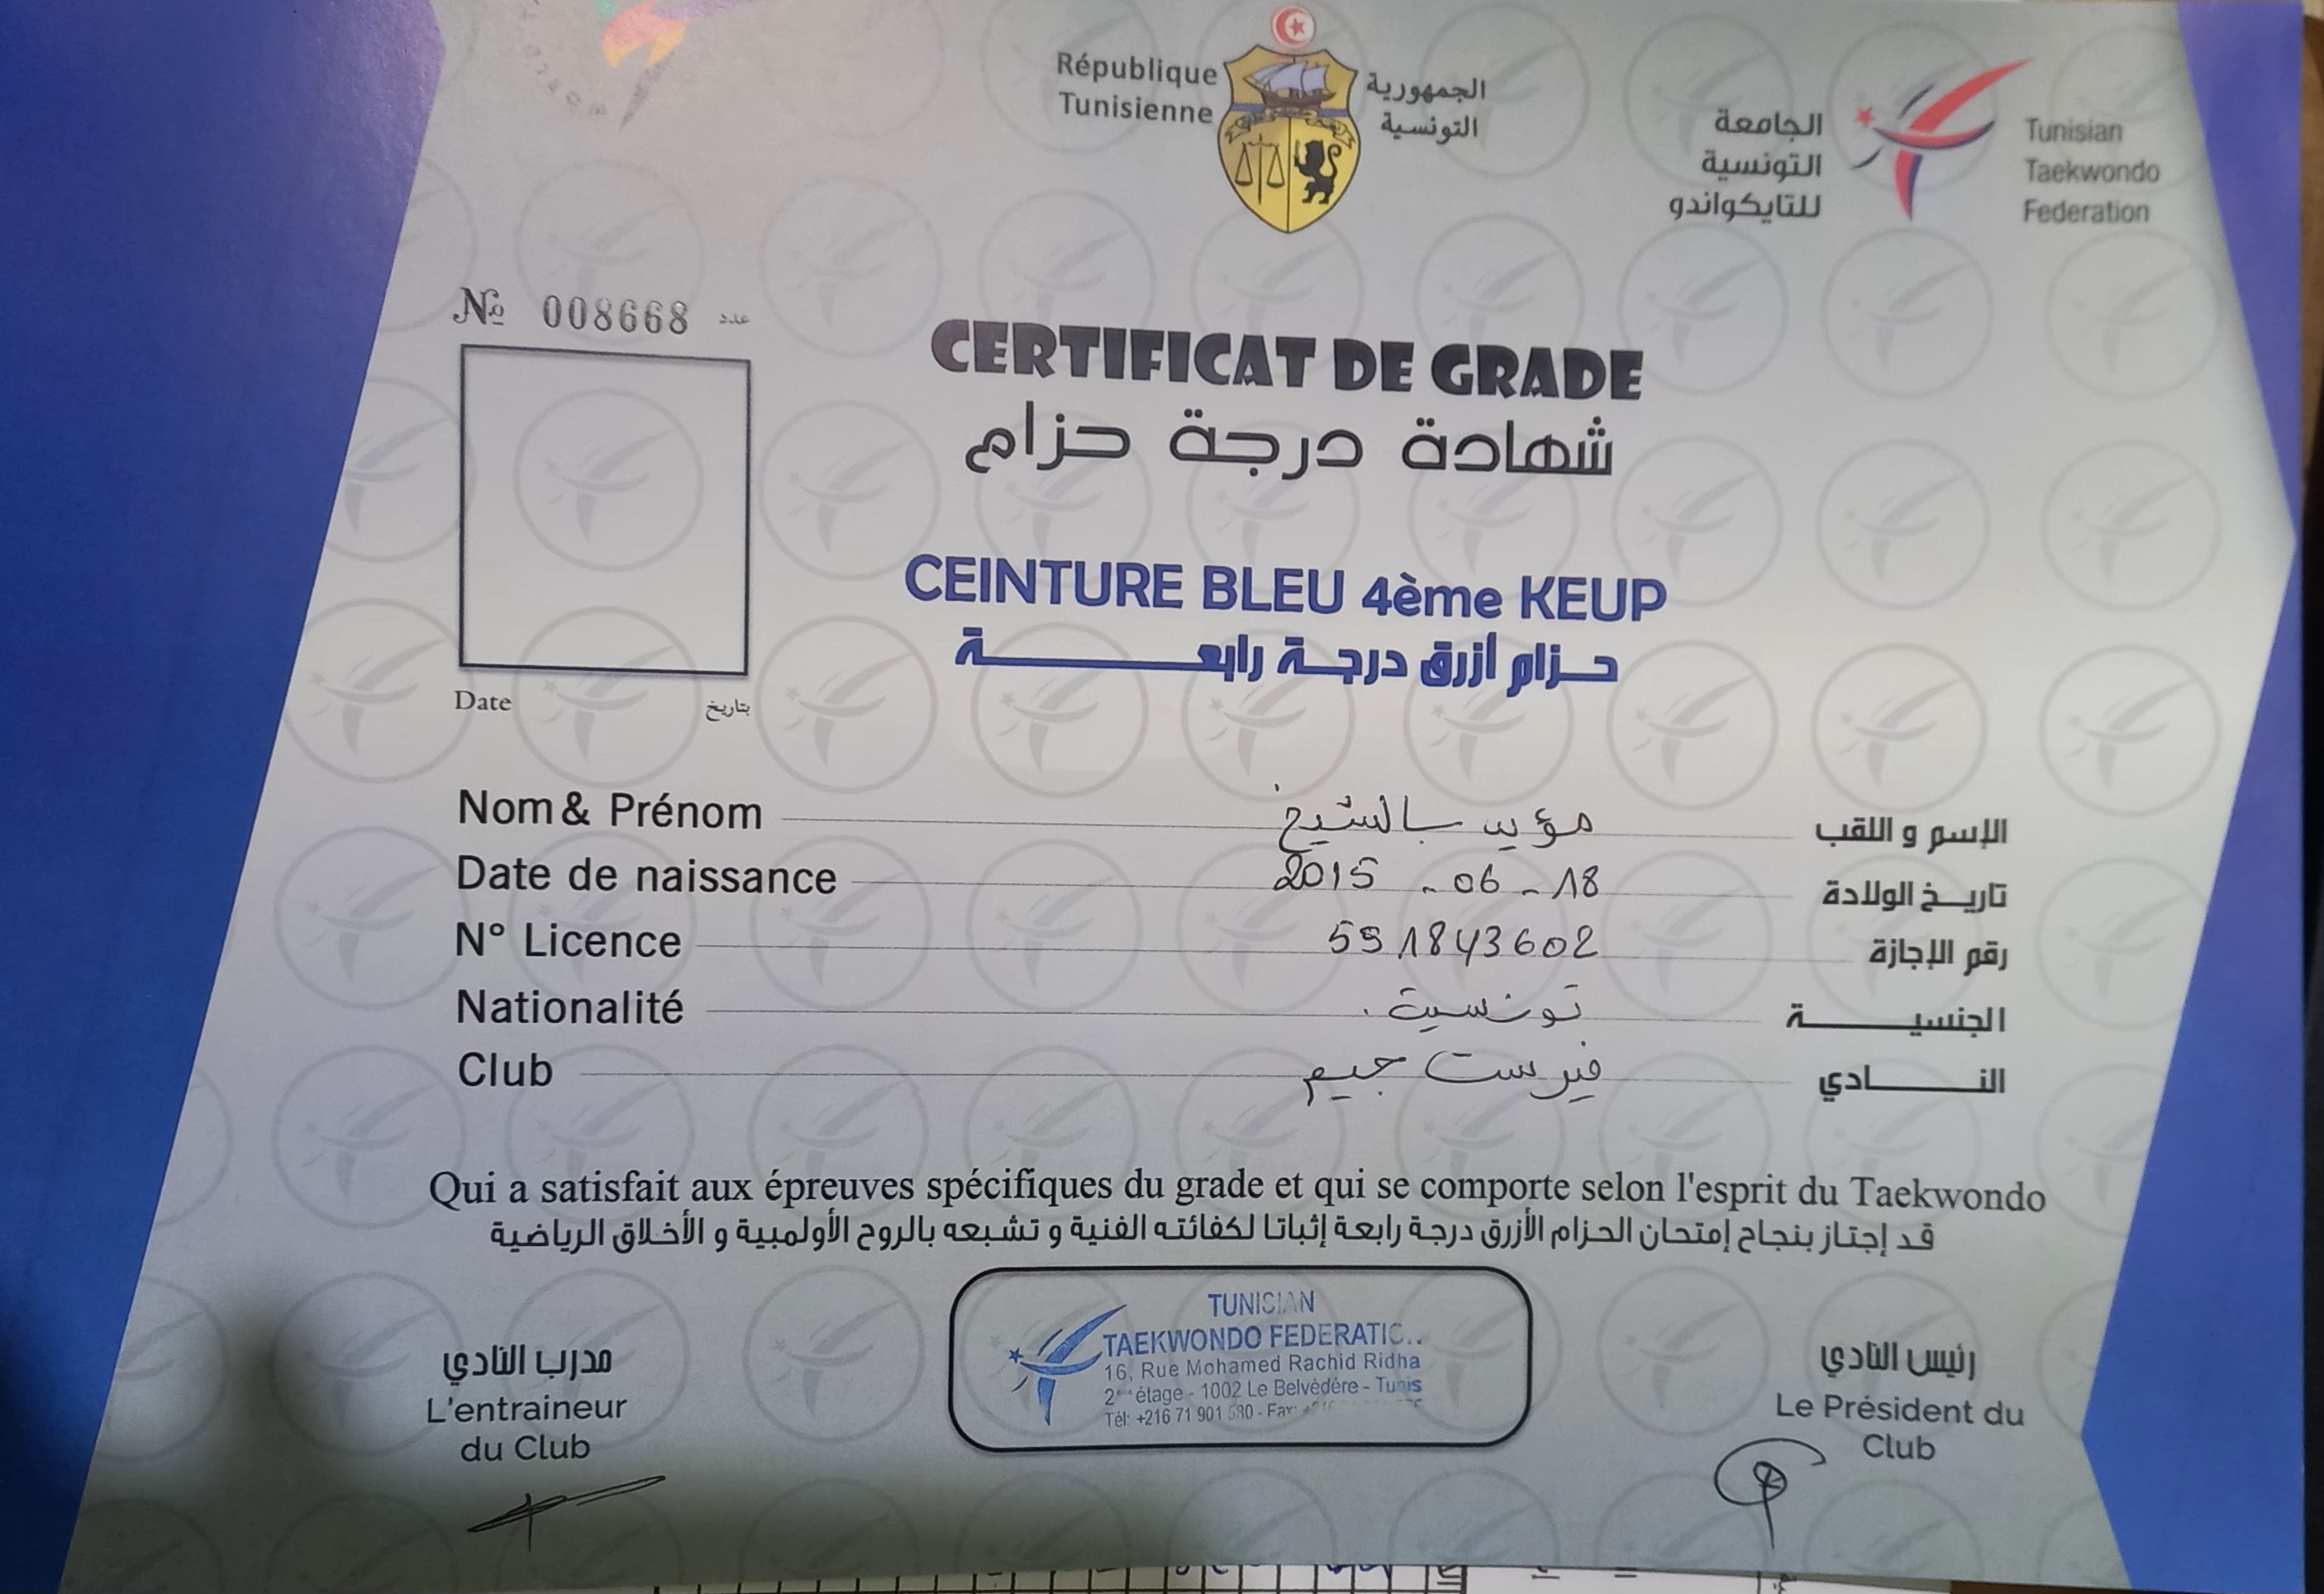 République
Tunisienne
الجمهورية
التونسية
الجامعة
التونسية
للتايكواندو
Tunisian
Taekwondo
Federation
№ 008668 عدد
CERTIFICAT DE GRADE
شهادة درجة حزام
CEINTURE BLEU 4ème KEUP
حزام أزرق درجة رابعة
Date بتاريخ
Nom & Prénom بالشيخ الإسم و اللقب
Date de naissance 2015 - 06 - 18 تاريخ الولادة
N° Licence 551843602 رقم الإجازة
Nationalité تونسية. الجنسية
Club فيرست جيم النادي
Qui a satisfait aux épreuves spécifiques du grade et qui se comporte selon l'esprit du Taekwondo
قد إجتاز بنجاح إمتحان الحزام الأزرق درجة رابعة إثباتا لكفائته الفنية و تشبعه بالروح الأولمبية و الأخلاق الرياضية
مدرب النادي
L'entraineur
du Club
TUNISIAN
TAEKWONDO
16, Rue Mohamed Rachid Ridha
étage - 1002 Le Belvédére - Tunis
Tél: +216 71 901 580 - Fax:
رئيس النادي
Le Président du
Club